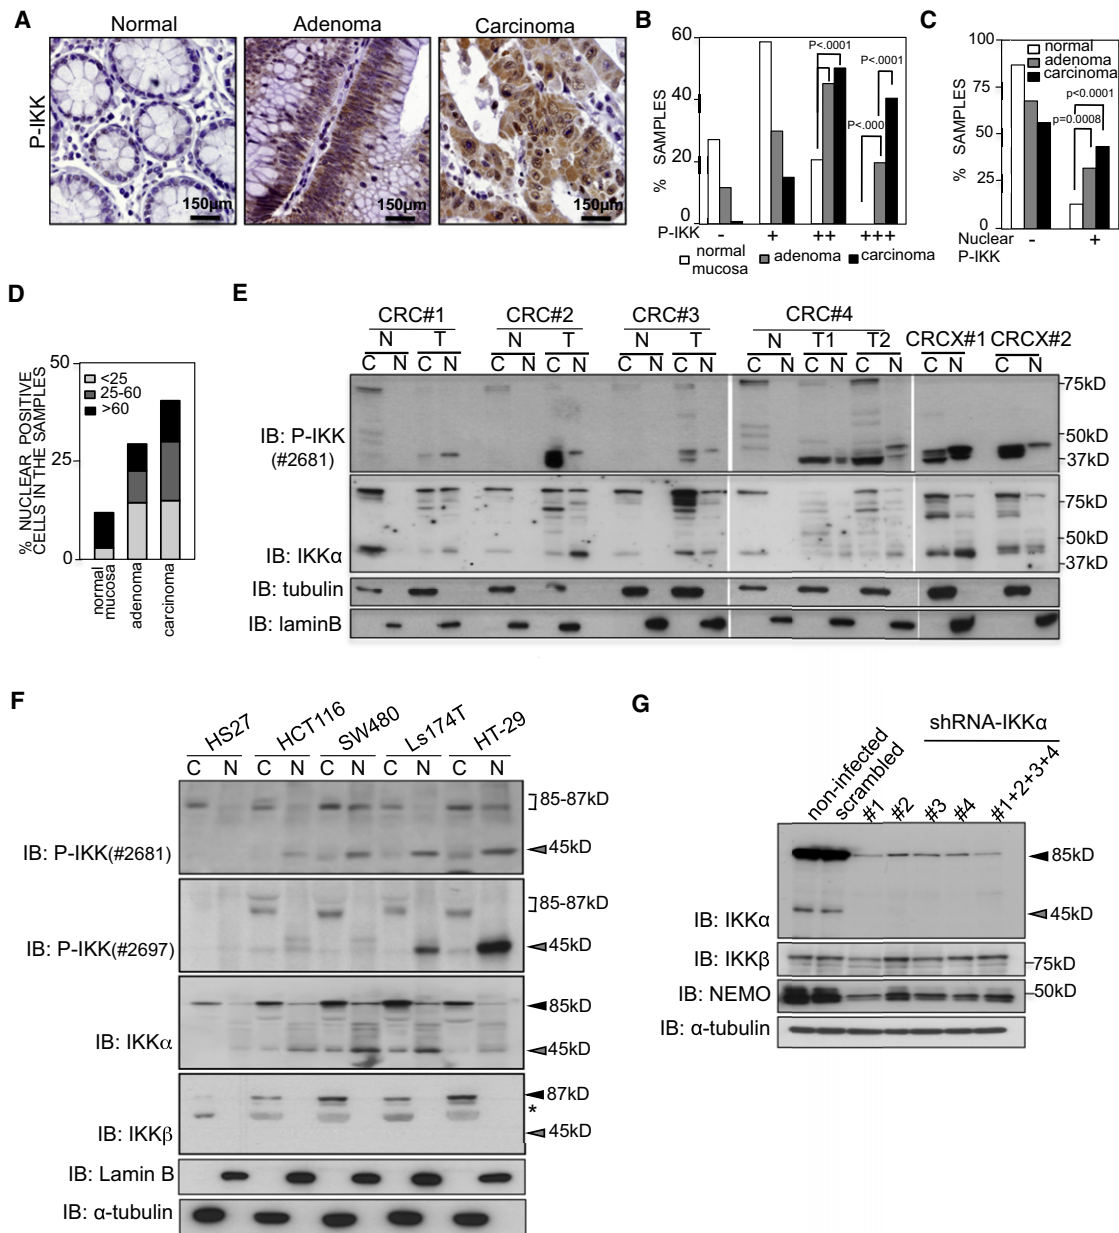 A
Normal
Adenoma
Carcinoma
P-IKK
150µm
150µm
150µm
B
% SAMPLES
60
40
20
0
P<.0001
P<.0001
P<.000
P-IKK - + ++ +++
normal mucosa
adenoma
carcinoma
C
% SAMPLES
100
75
50
25
0
normal
adenoma
carcinoma
p<0.0001
p=0.0008
Nuclear P-IKK - +
D
% NUCLEAR POSITIVE
CELLS IN THE SAMPLES
50
25
0
<25
25-60
>60
normal mucosa
adenoma
carcinoma
E
CRC#1 CRC#2 CRC#3 CRC#4
N T N T N T N T1 T2 CRCX#1 CRCX#2
C N C N C N C N C N C N C N C N C N C N C N
IB: P-IKK
(#2681)
75kD
50kD
37kD
IB: IKKα
75kD
50kD
37kD
IB: tubulin
IB: laminB
F
HS27 HCT116 SW480 Ls174T HT-29
C N C N C N C N C N
IB: P-IKK(#2681)
85-87kD
45kD
IB: P-IKK(#2697)
85-87kD
45kD
IB: IKKα
85kD
45kD
IB: IKKβ
87kD
*
45kD
IB: Lamin B
IB: α-tubulin
G
shRNA-IKKα
non-infected
scrambled
#1
#2
#3
#4
#1+2+3+4
IB: IKKα
85kD
45kD
IB: IKKβ
75kD
IB: NEMO
50kD
IB: α-tubulin